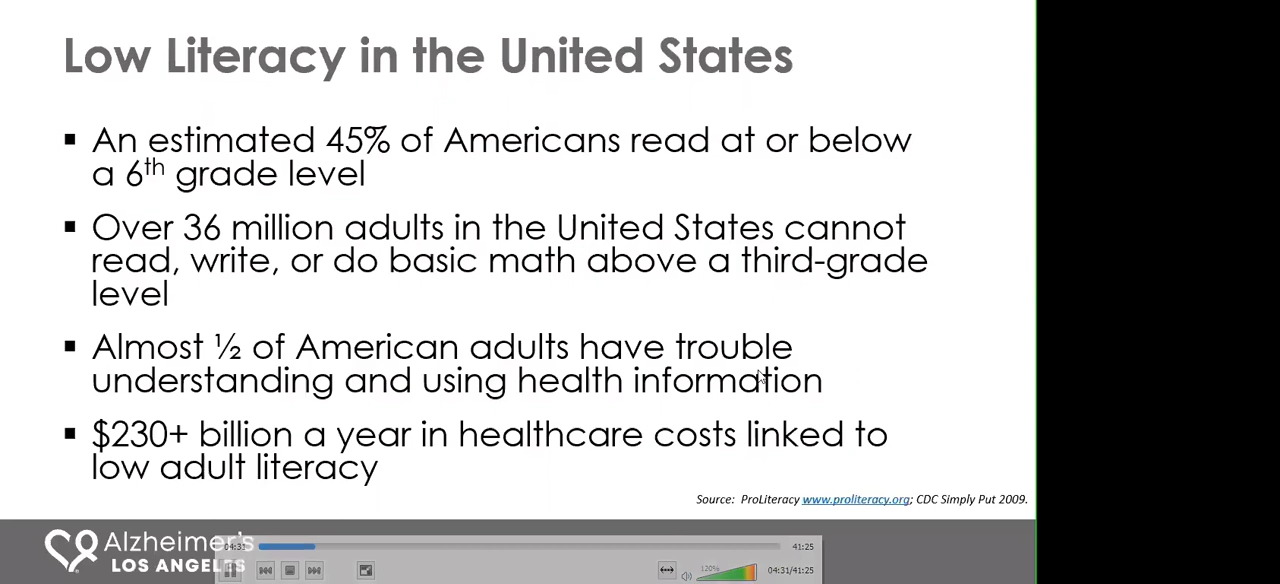 Low Literacy in the United States
▪ An estimated 45% of Americans read at or below
a 6th grade level
▪ Over 36 million adults in the United States cannot
read, write, or do basic math above a third-grade
level
▪ Almost ½ of American adults have trouble
understanding and using health information
▪ $230+ billion a year in healthcare costs linked to
low adult literacy
Source: ProLiteracy www.proliteracy.org; CDC Simply Put 2009.
Alzheimer's
LOS ANGELES
04:31
41:25
120%
04:31/41:25